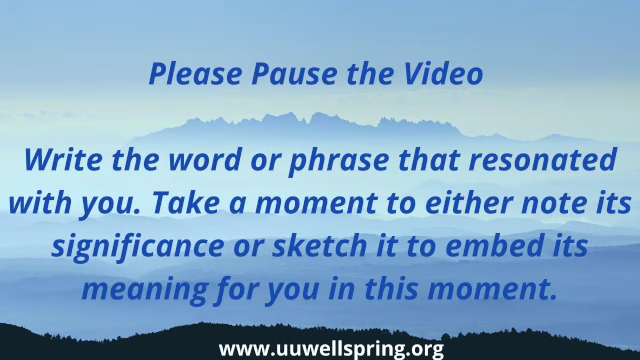 Please Pause the Video
Write the word or phrase that resonated
with you. Take a moment to either note its
significance or sketch it to embed its
meaning for you in this moment.
www.uuwellspring.org